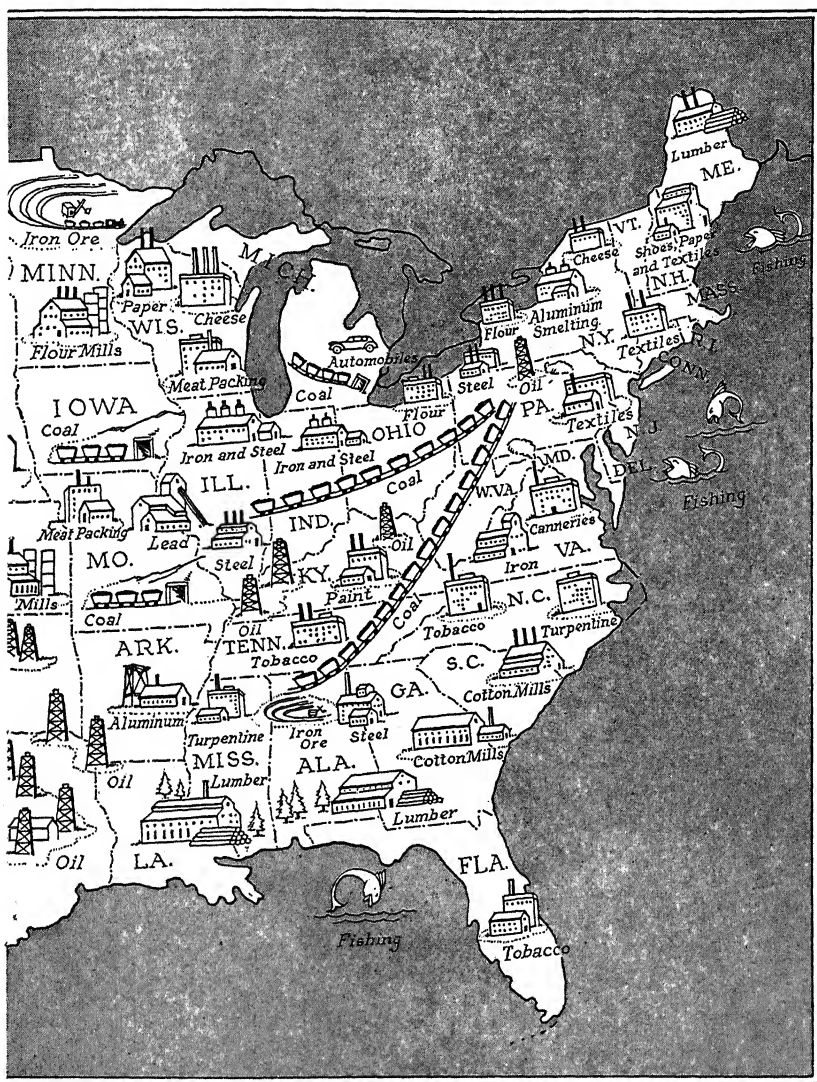 Lumber
ME.
Iron Ore
MICH.
VT.
Cheese
Shoes, Paper
and Textiles
Fishing
MINN.
Paper
Cheese
N.H.
MASS.
WIS.
Flour
Aluminum
Smelting
Flour Mills
N.Y.
Textiles
R.I.
CONN.
Automobiles
Meat Packing
Coal
Flour
Steel
Oil
PA.
Textiles
IOWA
Coal
Iron and Steel
Iron and Steel
OHIO
N.J.
ILL.
Coal
MD.
DEL.
Fishing
W.VA.
Canneries
Meat Packing
Lead
IND.
Oil
Iron
VA.
MO.
Steel
KY.
Paint
Mills
Coal
Oil
Coal
Tobacco
N.C.
Turpentine
ARK.
TENN.
Tobacco
S.C.
Cotton Mills
Aluminum
GA.
Turpentine
Iron
Ore
Steel
MISS.
ALA.
Cotton Mills
Oil
Lumber
Lumber
Oil
LA.
FLA.
Fishing
Tobacco